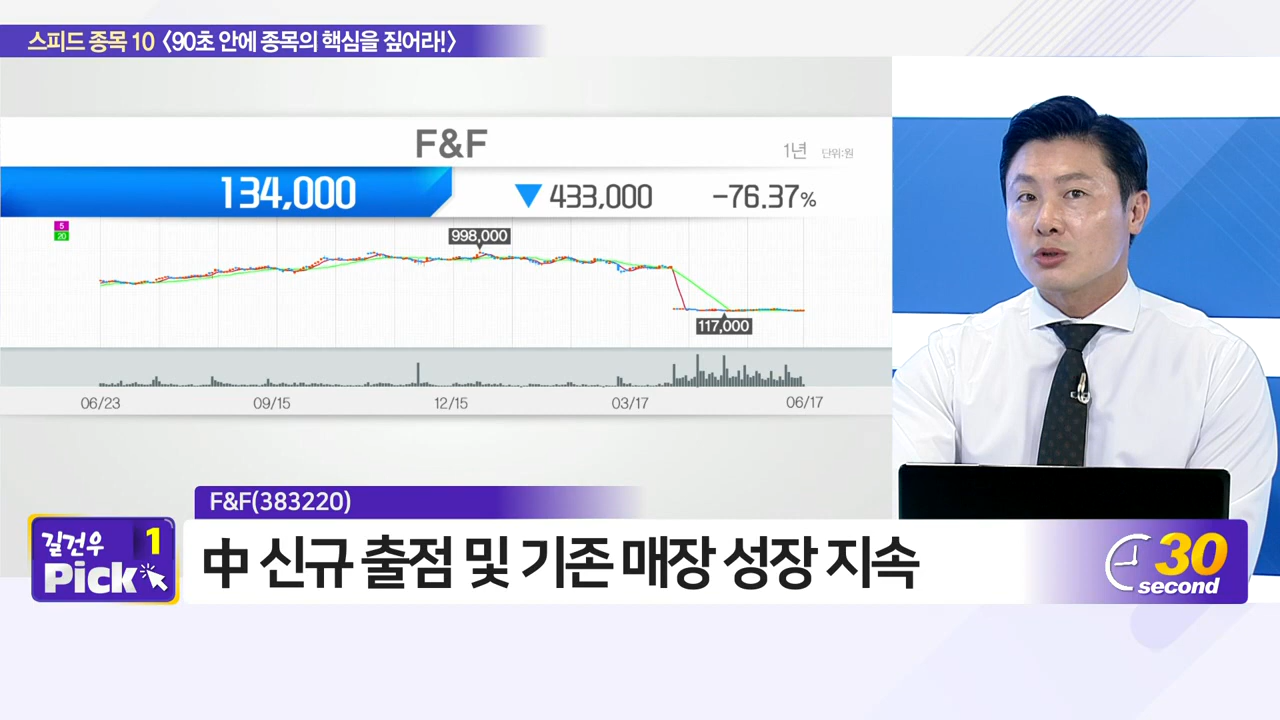 스피드 종목 10 〈90초 안에 종목의 핵심을 짚어라!〉
F&F
1년 단위:원
134,000 ▼ 433,000 -76.37%
5
20
998,000
117,000
06/23 09/15 12/15 03/17 06/17
F&F(383220)
길건우 1
Pick
中 신규 출점 및 기존 매장 성장 지속
30
second